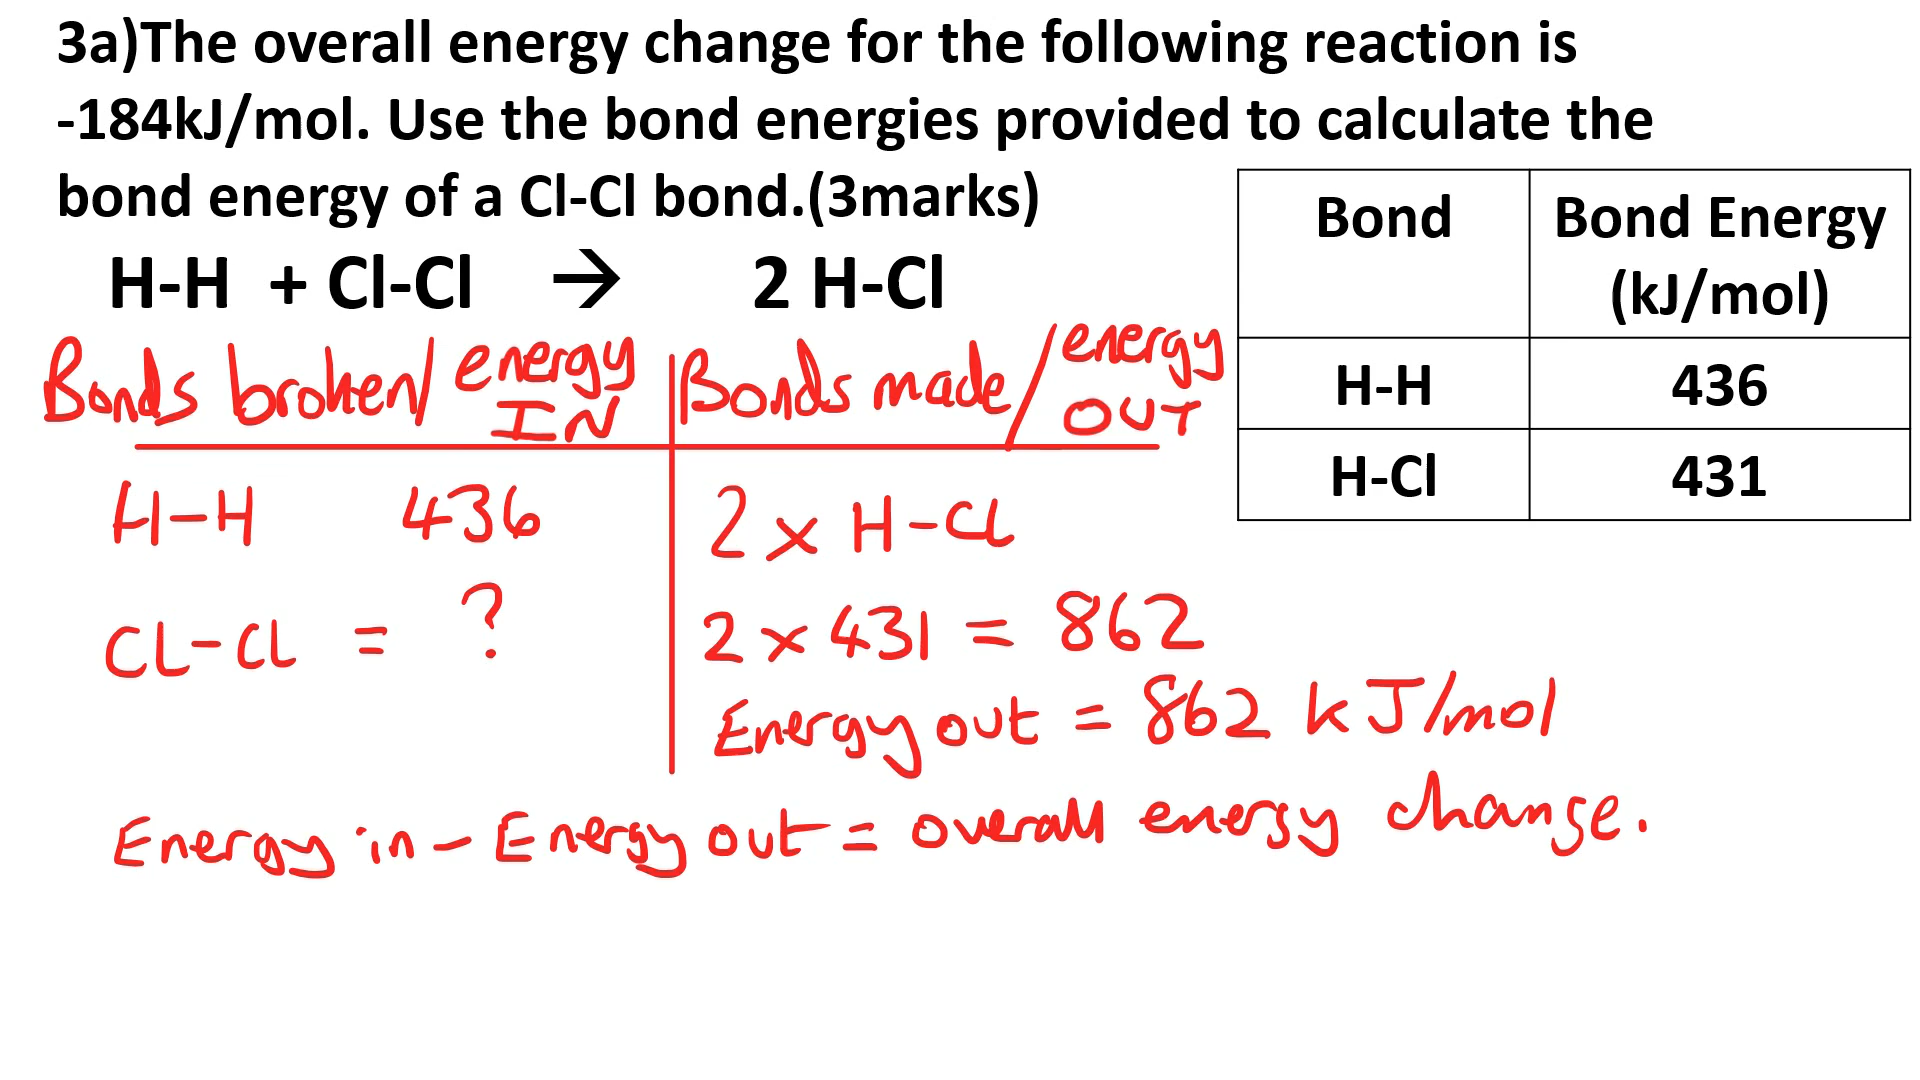 3a)The overall energy change for the following reaction is
-184kJ/mol. Use the bond energies provided to calculate the
bond energy of a Cl-Cl bond.(3marks)
H-H + Cl-Cl → 2 H-Cl
Bond Bond Energy (kJ/mol)
H-H 436
H-Cl 431
Bonds broken/ energy IN
Bonds made/ energy OUT
H-H 436
2 x H-Cl
CL-CL = ?
2 x 431 = 862
Energy out = 862 kJ/mol
Energy in - Energy out = overall energy change.